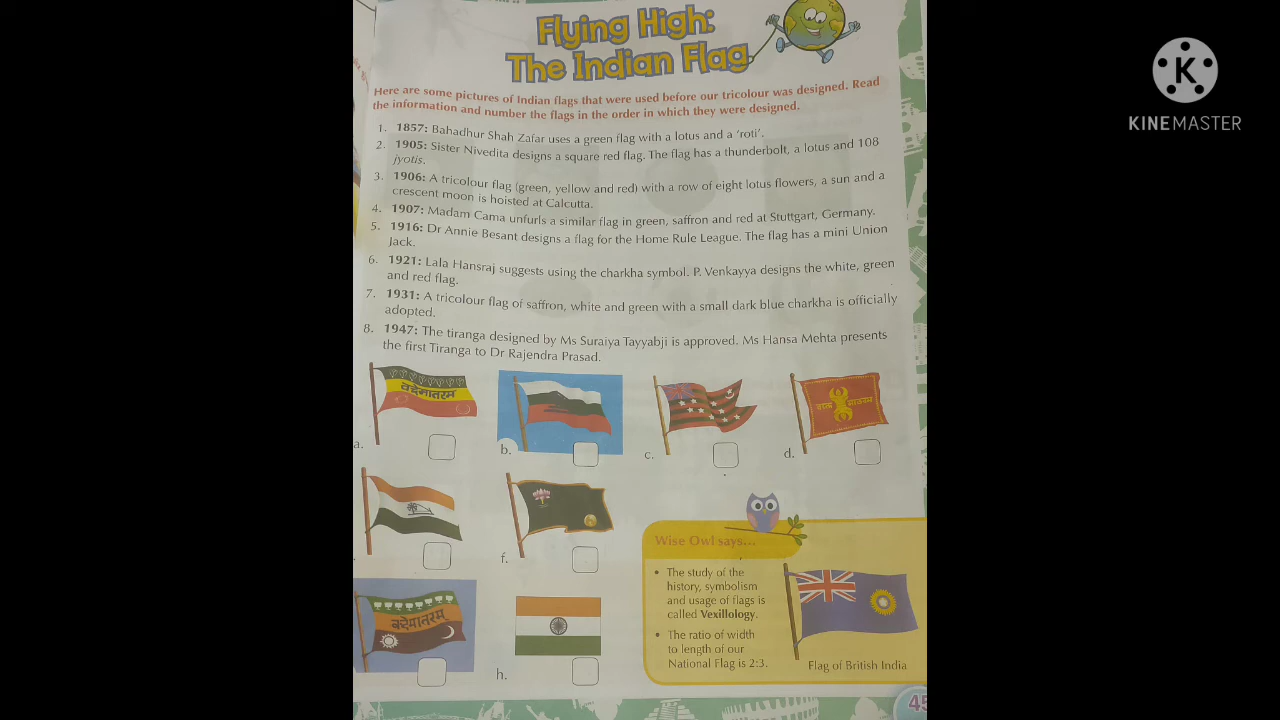 Flying High:
The Indian Flag
K
KINEMASTER
Here are some pictures of Indian flags that were used before our tricolour was designed. Read
the information and number the flags in the order in which they were designed.
1. 1857: Bahadhur Shah Zafar uses a green flag with a lotus and a 'roti'.
2. 1905: Sister Nivedita designs a square red flag. The flag has a thunderbolt, a lotus and 108
jyotis.
3. 1906: A tricolour flag (green, yellow and red) with a row of eight lotus flowers, a sun and a
crescent moon is hoisted at Calcutta.
4. 1907: Madam Cama unfurls a similar flag in green, saffron and red at Stuttgart, Germany.
5. 1916: Dr Annie Besant designs a flag for the Home Rule League. The flag has a mini Union
Jack.
6. 1921: Lala Hansraj suggests using the charkha symbol. P. Venkayya designs the white, green
and red flag.
7. 1931: A tricolour flag of saffron, white and green with a small dark blue charkha is officially
adopted.
8. 1947: The tiranga designed by Ms Suraiya Tayyabji is approved. Ms Hansa Mehta presents
the first Tiranga to Dr Rajendra Prasad.
वंदेमातरम
a.
b.
c.
मातरम
d.
f.
वंदेमातरम्
h.
Wise Owl says...
• The study of the
history, symbolism
and usage of flags is
called Vexillology.
• The ratio of width
to length of our
National Flag is 2:3.
Flag of British India
45